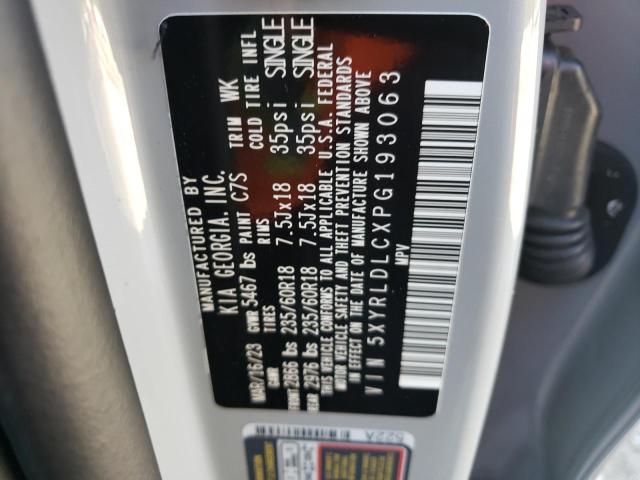 MANUFACTURED BY
KIA GEORGIA, INC.
MAR/16/23 GVWR 5467 lbs PAINT C7S TRIM WK
GAWR TIRES RIMS COLD TIRE INFL
FRONT 2866 lbs 235/60R18 7.5Jx18 35psi SINGLE
REAR 2976 lbs 235/60R18 7.5Jx18 35psi SINGLE
THIS VEHICLE CONFORMS TO ALL APPLICABLE U.S.A. FEDERAL
MOTOR VEHICLE SAFETY AND THEFT PREVENTION STANDARDS
IN EFFECT ON THE DATE OF MANUFACTURE SHOWN ABOVE
VIN 5XYRLDLCXPG193063
MPV
522A